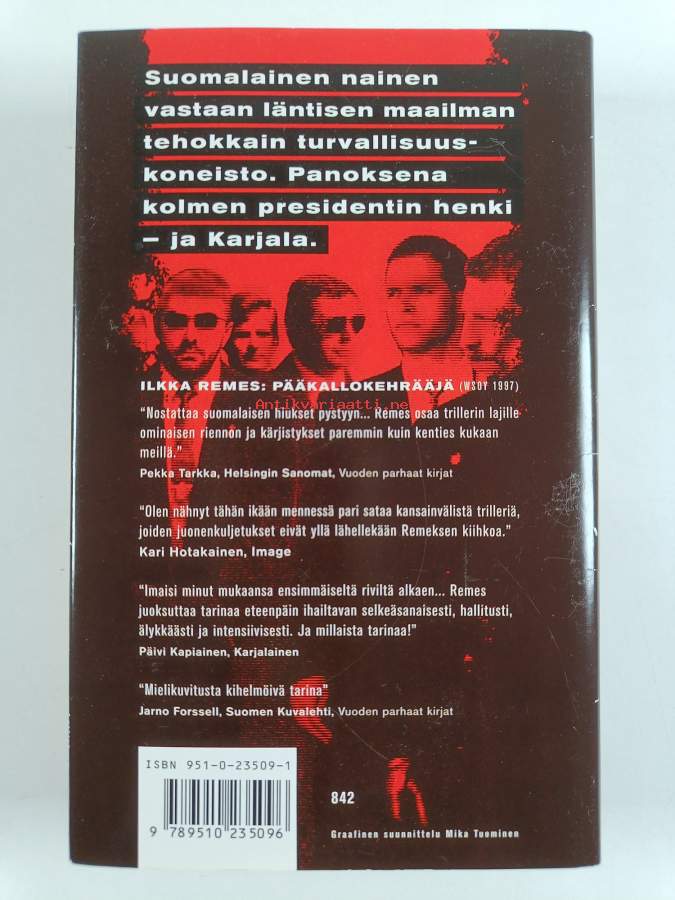 Suomalainen nainen
vastaan läntisen maailman
tehokkain turvallisuus-
koneisto. Panoksena
kolmen presidentin henki
– ja Karjala.
ILKKA REMES: PÄÄKALLOKEHRÄÄJÄ (WSOY 1997)
Antikvariaatti.net
”Nostattaa suomalaisen hiukset pystyyn... Remes osaa trillerin lajille
ominaisen riennon ja kärjistykset paremmin kuin kenties kukaan
meillä.”
Pekka Tarkka, Helsingin Sanomat, Vuoden parhaat kirjat
”Olen nähnyt tähän ikään mennessä pari sataa kansainvälistä trilleriä,
joiden juonenkuljetukset eivät yllä lähellekään Remeksen kiihkoa.”
Kari Hotakainen, Image
”Imaisi minut mukaansa ensimmäiseltä riviltä alkaen... Remes
juoksuttaa tarinaa eteenpäin ihailtavan selkeäsanaisesti, hallitusti,
älykkäästi ja intensiivisesti. Ja millaista tarinaa!”
Päivi Kapiainen, Karjalainen
”Mielikuvitusta kihelmöivä tarina”
Jarno Forssell, Suomen Kuvalehti, Vuoden parhaat kirjat
ISBN 951-0-23509-1
9 789510 235096
842
Graafinen suunnittelu Mika Tuominen